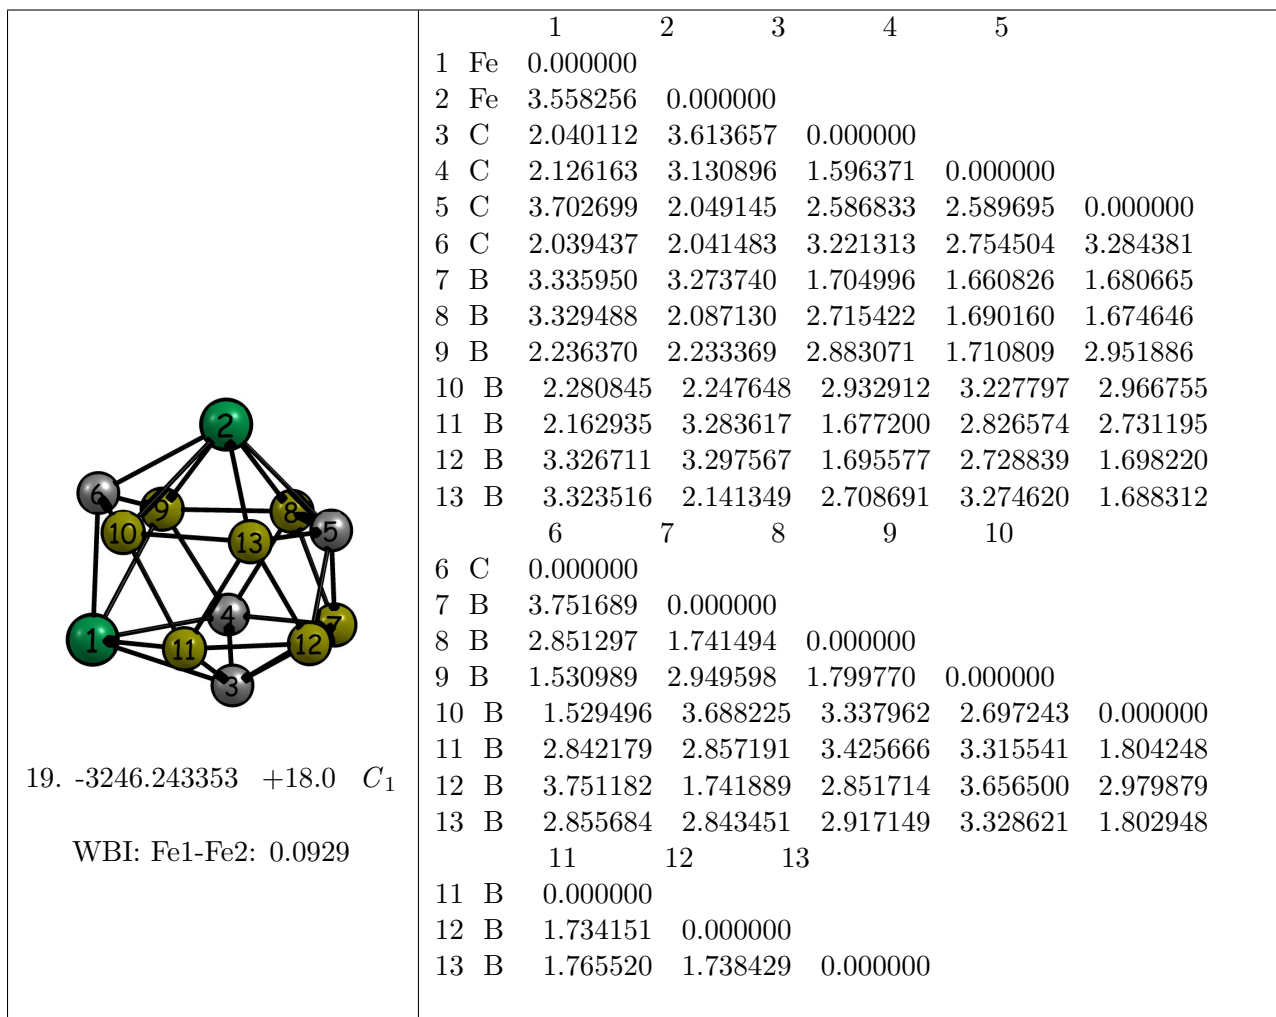 1 2 3 4 5
1 Fe 0.000000
2 Fe 3.558256 0.000000
3 C 2.040112 3.613657 0.000000
4 C 2.126163 3.130896 1.596371 0.000000
5 C 3.702699 2.049145 2.586833 2.589695 0.000000
6 C 2.039437 2.041483 3.221313 2.754504 3.284381
7 B 3.335950 3.273740 1.704996 1.660826 1.680665
8 B 3.329488 2.087130 2.715422 1.690160 1.674646
9 B 2.236370 2.233369 2.883071 1.710809 2.951886
10 B 2.280845 2.247648 2.932912 3.227797 2.966755
11 B 2.162935 3.283617 1.677200 2.826574 2.731195
12 B 3.326711 3.297567 1.695577 2.728839 1.698220
13 B 3.323516 2.141349 2.708691 3.274620 1.688312
6 7 8 9 10
6 C 0.000000
7 B 3.751689 0.000000
8 B 2.851297 1.741494 0.000000
9 B 1.530989 2.949598 1.799770 0.000000
10 B 1.529496 3.688225 3.337962 2.697243 0.000000
11 B 2.842179 2.857191 3.425666 3.315541 1.804248
12 B 3.751182 1.741889 2.851714 3.656500 2.979879
13 B 2.855684 2.843451 2.917149 3.328621 1.802948
11 12 13
11 B 0.000000
12 B 1.734151 0.000000
13 B 1.765520 1.738429 0.000000
2
6 9 8
10 13 5
4 7
1 11 12
3
19. -3246.243353 +18.0 C1
WBI: Fe1-Fe2: 0.0929